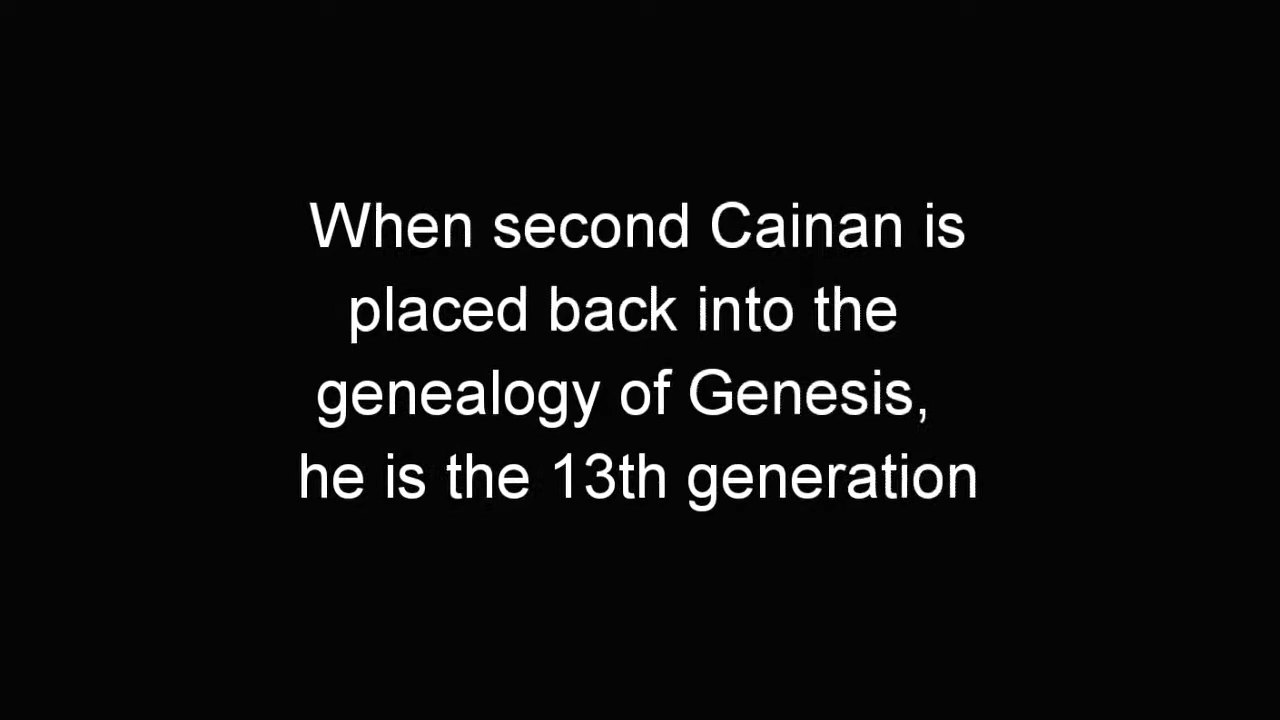 When second Cainan is
placed back into the
genealogy of Genesis,
he is the 13th generation